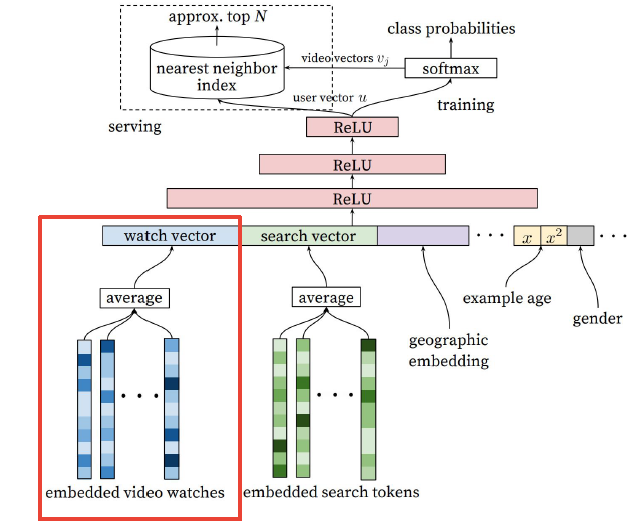 approx. top N
class probabilities
nearest neighbor
index
video vectors vj
softmax
user vector u
training
serving
ReLU
ReLU
ReLU
watch vector
search vector
...
x
x²
...
average
average
example age
gender
geographic
embedding
...
...
embedded video watches
embedded search tokens